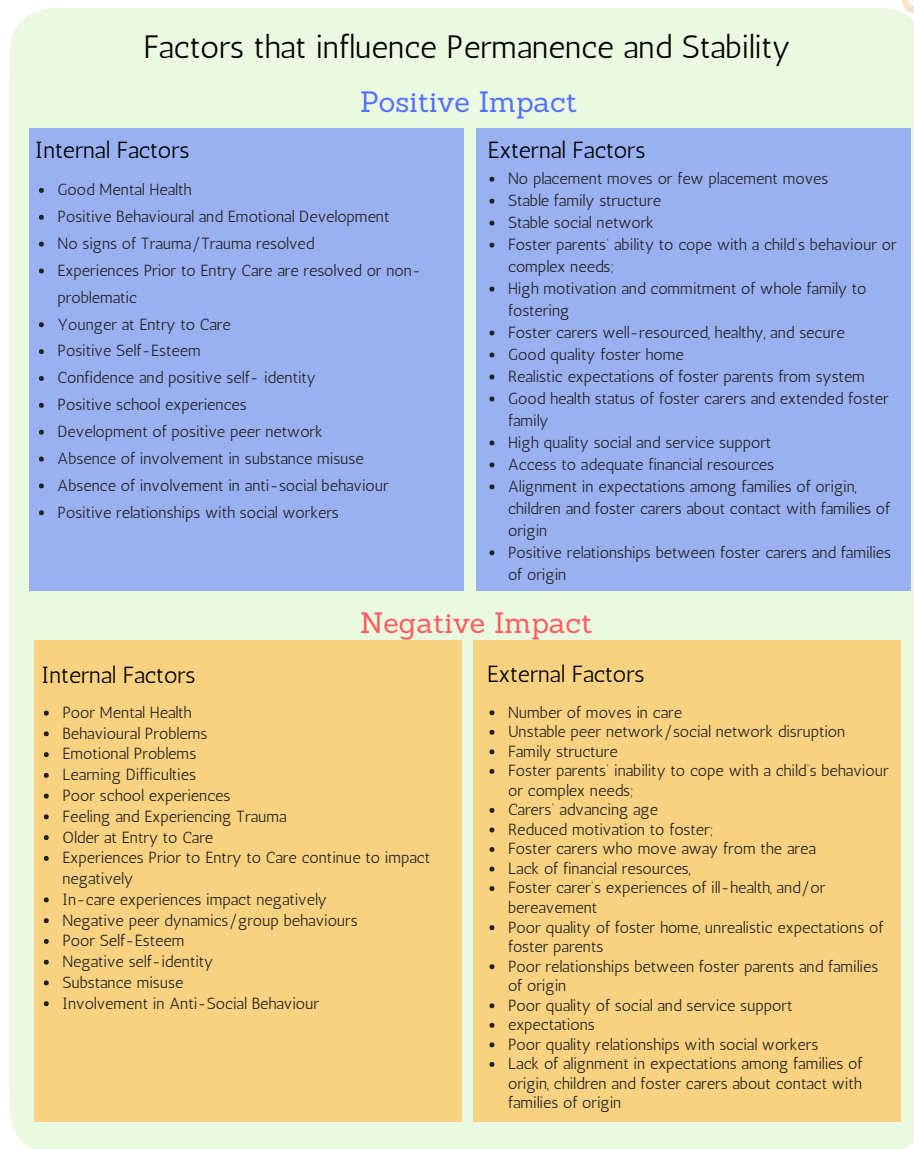 Factors that influence Permanence and Stability
Positive Impact
Internal Factors
• Good Mental Health
• Positive Behavioural and Emotional Development
• No signs of Trauma/Trauma resolved
• Experiences Prior to Entry Care are resolved or non-
problematic
• Younger at Entry to Care
• Positive Self-Esteem
• Confidence and positive self- identity
• Positive school experiences
• Development of positive peer network
• Absence of involvement in substance misuse
• Absence of involvement in anti-social behaviour
• Positive relationships with social workers
External Factors
• No placement moves or few placement moves
• Stable family structure
• Stable social network
• Foster parents' ability to cope with a child's behaviour or
complex needs;
• High motivation and commitment of whole family to
fostering
• Foster carers well-resourced, healthy, and secure
• Good quality foster home
• Realistic expectations of foster parents from system
• Good health status of foster carers and extended foster
family
• High quality social and service support
• Access to adequate financial resources
• Alignment in expectations among families of origin,
children and foster carers about contact with families of
origin
• Positive relationships between foster carers and families
of origin
Negative Impact
Internal Factors
• Poor Mental Health
• Behavioural Problems
• Emotional Problems
• Learning Difficulties
• Poor school experiences
• Feeling and Experiencing Trauma
• Older at Entry to Care
• Experiences Prior to Entry to Care continue to impact
negatively
• In-care experiences impact negatively
• Negative peer dynamics/group behaviours
• Poor Self-Esteem
• Negative self-identity
• Substance misuse
• Involvement in Anti-Social Behaviour
External Factors
• Number of moves in care
• Unstable peer network/social network disruption
• Family structure
• Foster parents' inability to cope with a child's behaviour
or complex needs;
• Carers' advancing age
• Reduced motivation to foster;
• Foster carers who move away from the area
• Lack of financial resources,
• Foster carer's experiences of ill-health, and/or
bereavement
• Poor quality of foster home, unrealistic expectations of
foster parents
• Poor relationships between foster parents and families
of origin
• Poor quality of social and service support
• expectations
• Poor quality relationships with social workers
• Lack of alignment in expectations among families of
origin, children and foster carers about contact with
families of origin